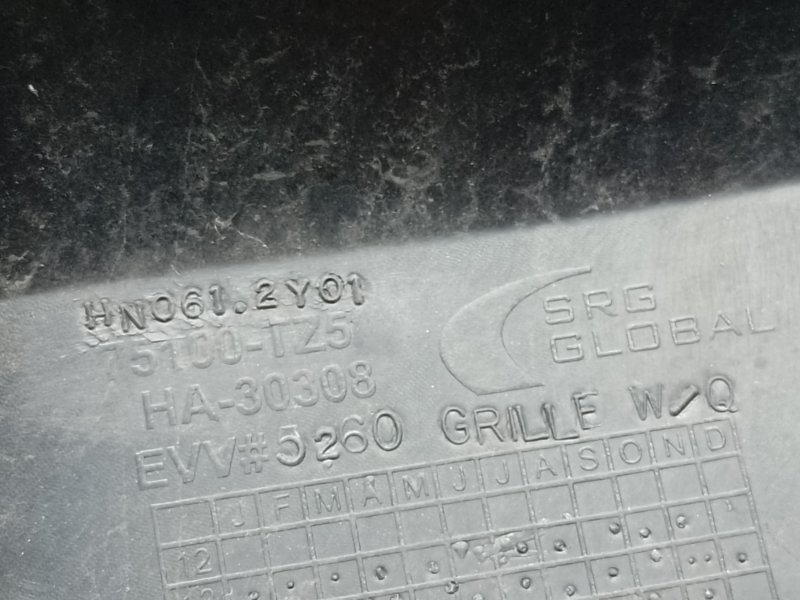 HN061.2Y01
75100-TZ5
HA-30308
EVV#5260 GRILLE W/Q
SRG
GLOBAL
J F M A M J J A S O N D
12